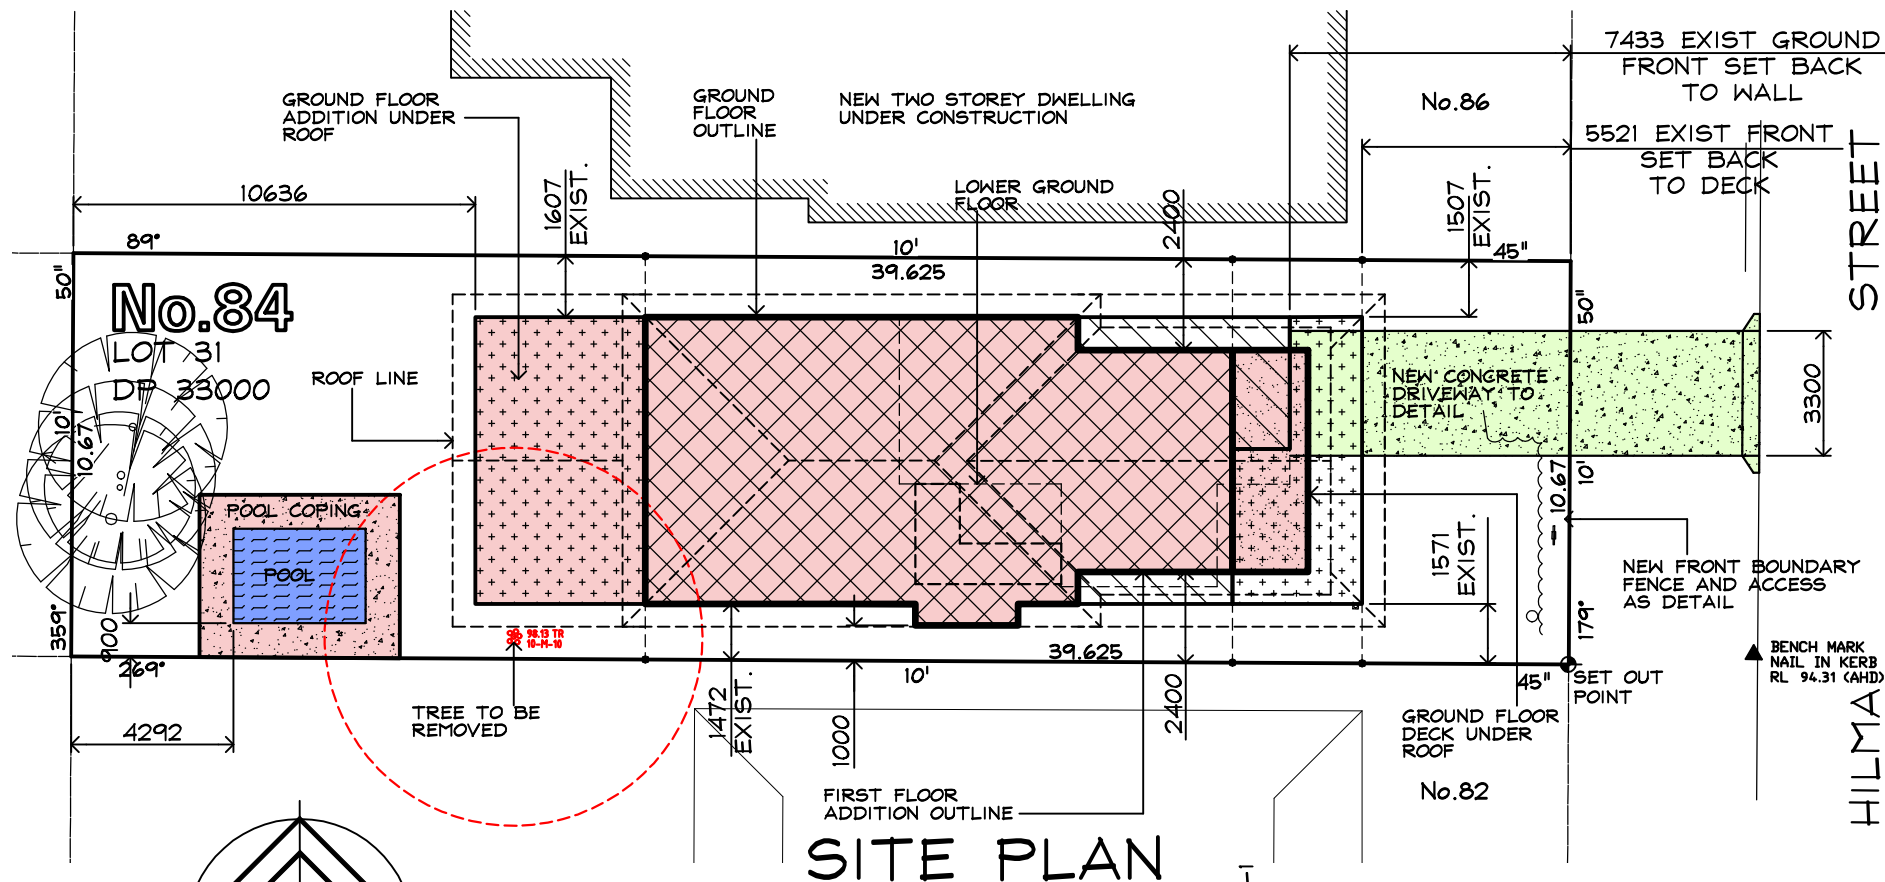 7433 EXIST GROUND
FRONT SET BACK
TO WALL
No.86
5521 EXIST FRONT
SET BACK
TO DECK
STREET
GROUND FLOOR
ADDITION UNDER
ROOF
GROUND
FLOOR
OUTLINE
NEW TWO STOREY DWELLING
UNDER CONSTRUCTION
LOWER GROUND
FLOOR
10636
1607
EXIST.
2400
1507
EXIST.
89°
10'
45"
39.625
50"
50"
No.84
LOT 31
DP 33000
ROOF LINE
10'
10.67
NEW CONCRETE
DRIVEWAY TO
DETAIL
3300
10'
10.67
POOL COPING
POOL
1571
EXIST.
NEW FRONT BOUNDARY
FENCE AND ACCESS
AS DETAIL
359°
900
269°
98.13 TR
10-M-10
179°
39.625
10'
45"
BENCH MARK
NAIL IN KERB
RL 94.31 (AHD)
SET OUT
POINT
4292
TREE TO BE
REMOVED
1472
EXIST.
1000
2400
GROUND FLOOR
DECK UNDER
ROOF
No.82
FIRST FLOOR
ADDITION OUTLINE
HILMA
SITE PLAN